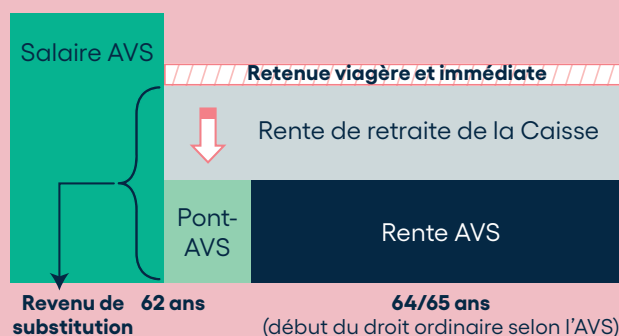 Salaire AVS
Retenue viagère et immédiate
Rente de retraite de la Caisse
Pont-
AVS
Rente AVS
Revenu de
substitution
62 ans
64/65 ans
(début du droit ordinaire selon l’AVS)